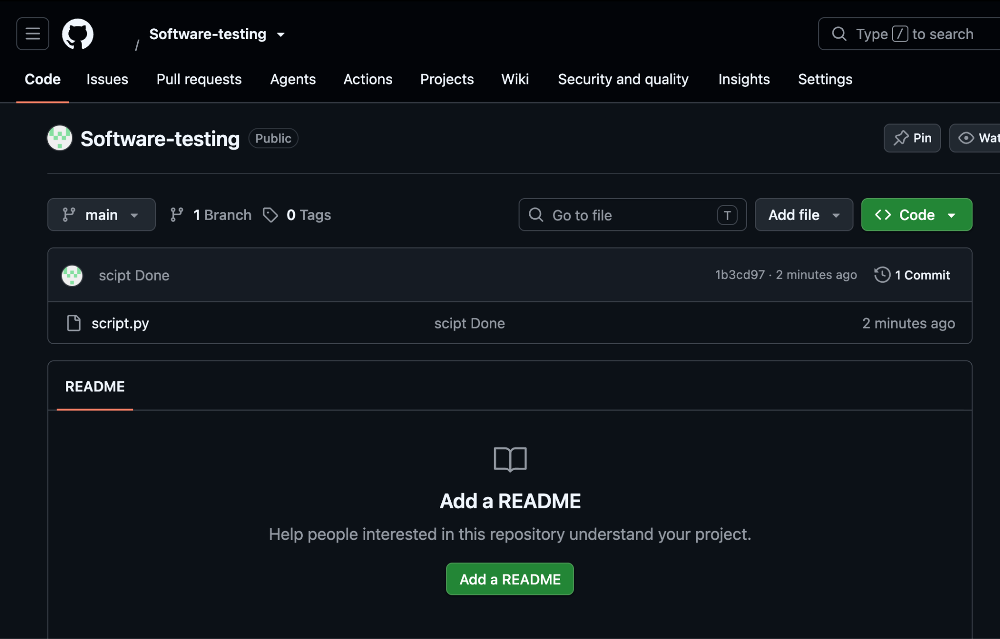 / Software-testing
Type / to search
Code Issues Pull requests Agents Actions Projects Wiki Security and quality Insights Settings
Software-testing Public
Pin
Wat
main
1 Branch
0 Tags
Go to file T
Add file
<> Code
scipt Done
1b3cd97 · 2 minutes ago
1 Commit
script.py
scipt Done
2 minutes ago
README
Add a README
Help people interested in this repository understand your project.
Add a README